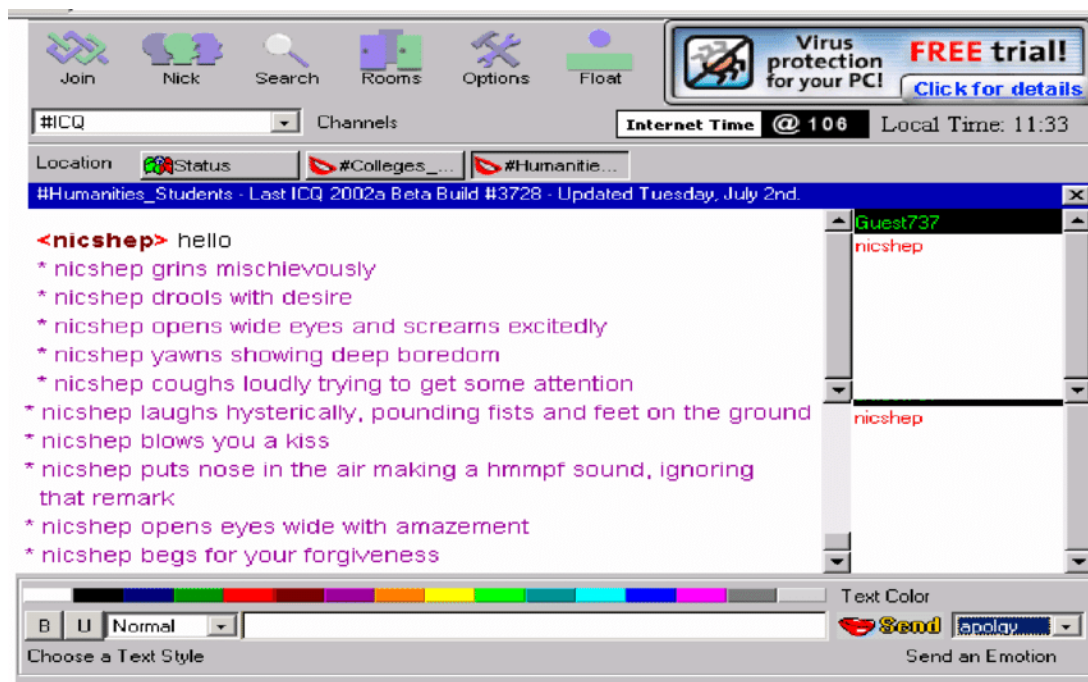 Join Nick Search Rooms Options Float
Virus
protection
for your PC!
FREE trial!
Click for details
#ICQ Channels Internet Time @ 106 Local Time: 11:33
Location Status #Colleges_... #Humanitie...
#Humanities_Students - Last ICQ 2002a Beta Build #3728 - Updated Tuesday, July 2nd.
<nicshep> hello
* nicshep grins mischievously
* nicshep drools with desire
* nicshep opens wide eyes and screams excitedly
* nicshep yawns showing deep boredom
* nicshep coughs loudly trying to get some attention
* nicshep laughs hysterically, pounding fists and feet on the ground
* nicshep blows you a kiss
* nicshep puts nose in the air making a hmmpf sound, ignoring
that remark
* nicshep opens eyes wide with amazement
* nicshep begs for your forgiveness
Guest737
nicshep
nicshep
Text Color
B U Normal Send apolgy
Choose a Text Style Send an Emotion